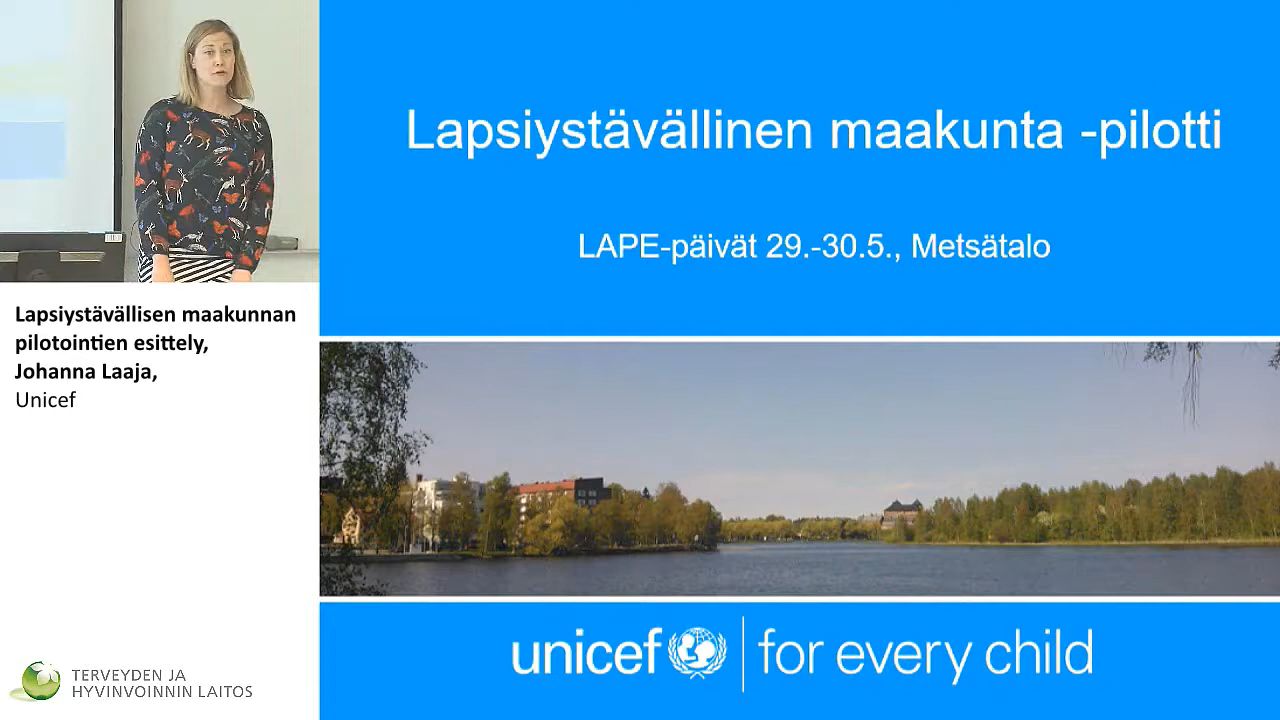 Lapsiystävällinen maakunta -pilotti
LAPE-päivät 29.-30.5., Metsätalo
Lapsiystävällisen maakunnan
pilotointien esittely,
Johanna Laaja,
Unicef
TERVEYDEN JA
HYVINVOINNIN LAITOS
unicef for every child